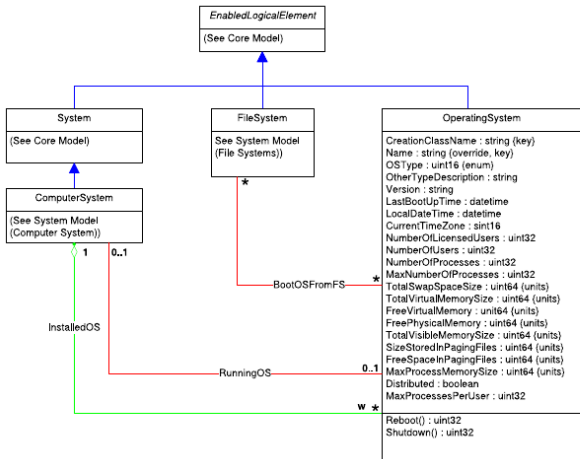 EnabledLogicalElement
(See Core Model)
System
(See Core Model)
FileSystem
See System Model
(File Systems))
OperatingSystem
CreationClassName : string {key}
Name : string {override, key}
OSType : uint16 {enum}
OtherTypeDescription : string
Version : string
LastBootUpTime : datetime
LocalDateTime : datetime
CurrentTimeZone : sint16
NumberOfLicensedUsers : uint32
NumberOfUsers : uint32
NumberOfProcesses : uint32
MaxNumberOfProcesses : uint32
TotalSwapSpaceSize : uint64 {units}
TotalVirtualMemorySize : uint64 {units}
FreeVirtualMemory : unit64 {units}
FreePhysicalMemory : uint64 {units}
TotalVisibleMemorySize : uint64 {units}
SizeStoredInPagingFiles : uint64 {units}
FreeSpaceInPagingFiles : uint64 {units}
MaxProcessMemorySize : uint64 {units}
Distributed : boolean
MaxProcessesPerUser : uint32
Reboot() : uint32
Shutdown() : uint32
ComputerSystem
(See System Model
(Computer System))
1
0..1
*
BootOSFromFS
*
InstalledOS
RunningOS
0..1
w
*